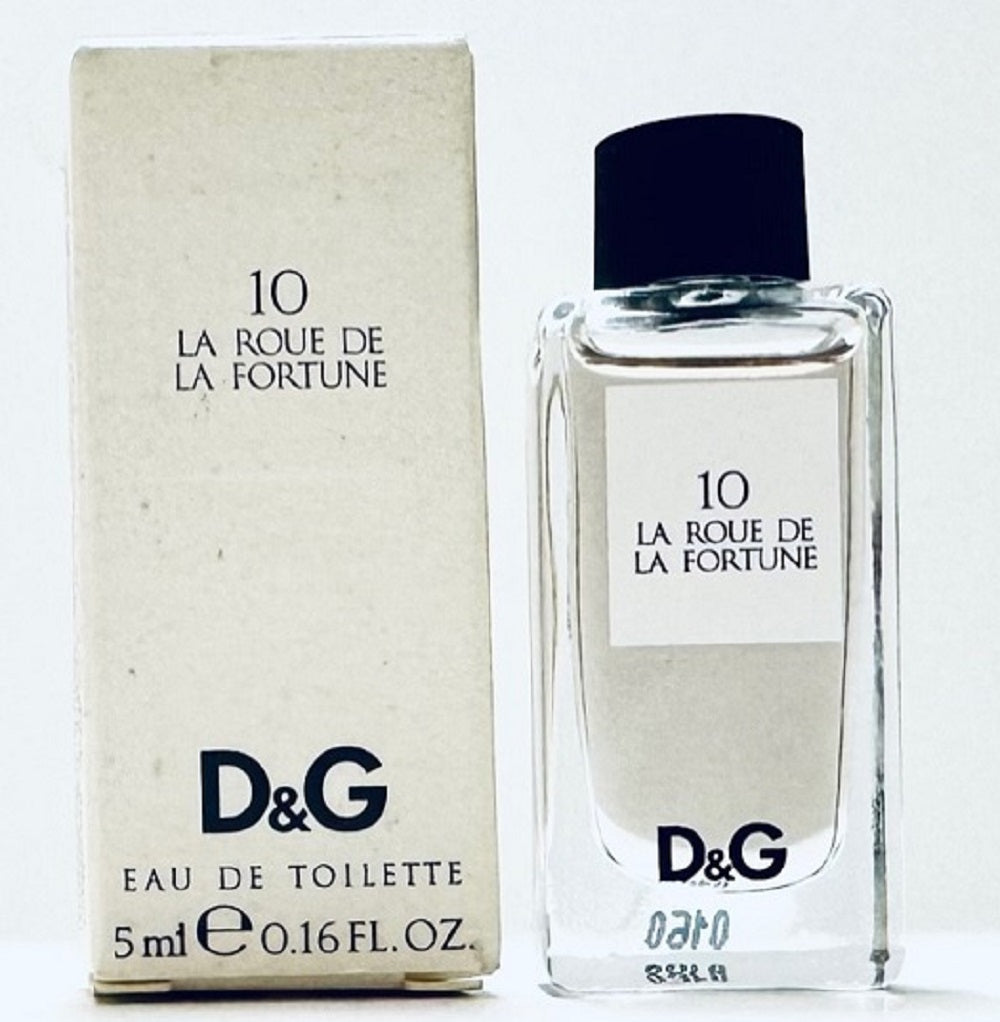 10
LA ROUE DE
LA FORTUNE
D&G
EAU DE TOILETTE
5 ml e 0.16 FL. OZ.
10
LA ROUE DE
LA FORTUNE
D&G